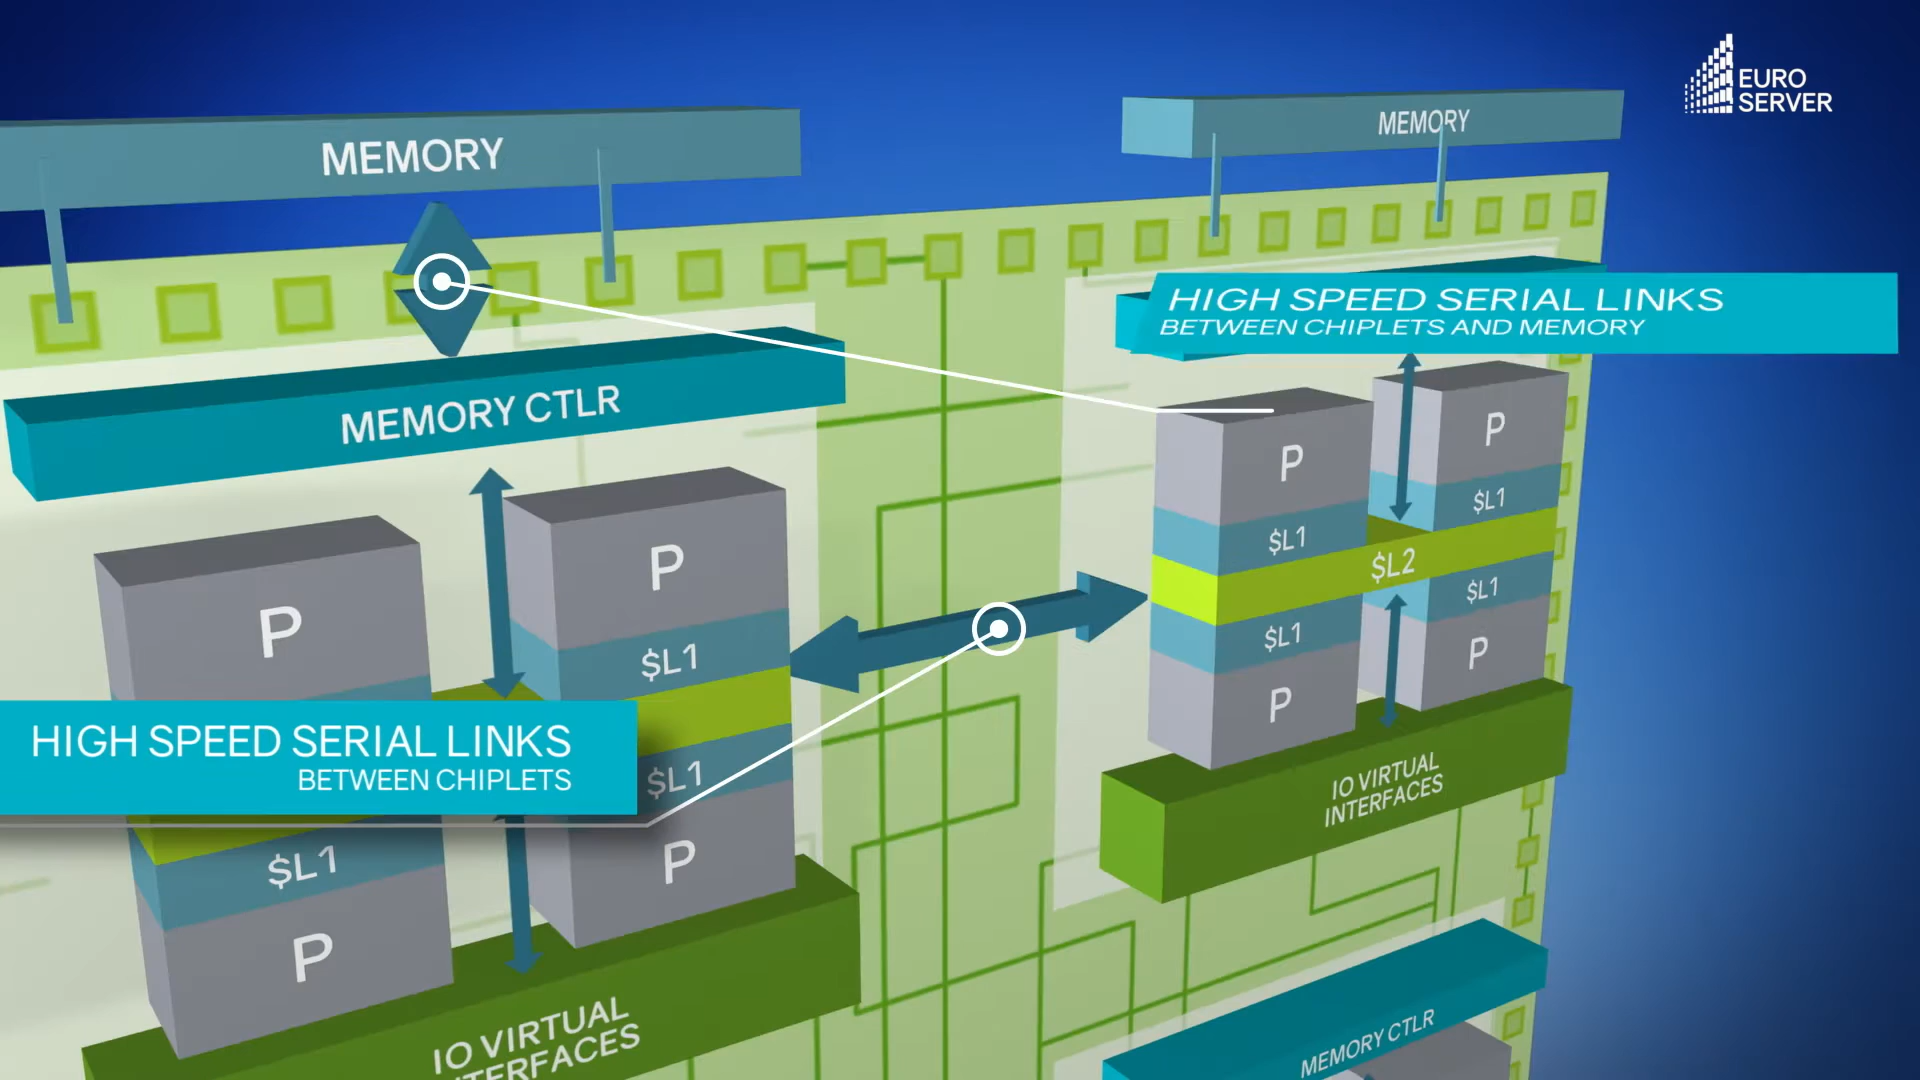 EURO
SERVER
MEMORY
MEMORY
HIGH SPEED SERIAL LINKS
BETWEEN CHIPLETS AND MEMORY
MEMORY CTLR
P
P
$L1
$L1
$L2
$L1
$L1
P
P
IO VIRTUAL
INTERFACES
P
P
$L1
HIGH SPEED SERIAL LINKS
BETWEEN CHIPLETS
$L1
$L1
P
P
IO VIRTUAL
INTERFACES
MEMORY CTLR